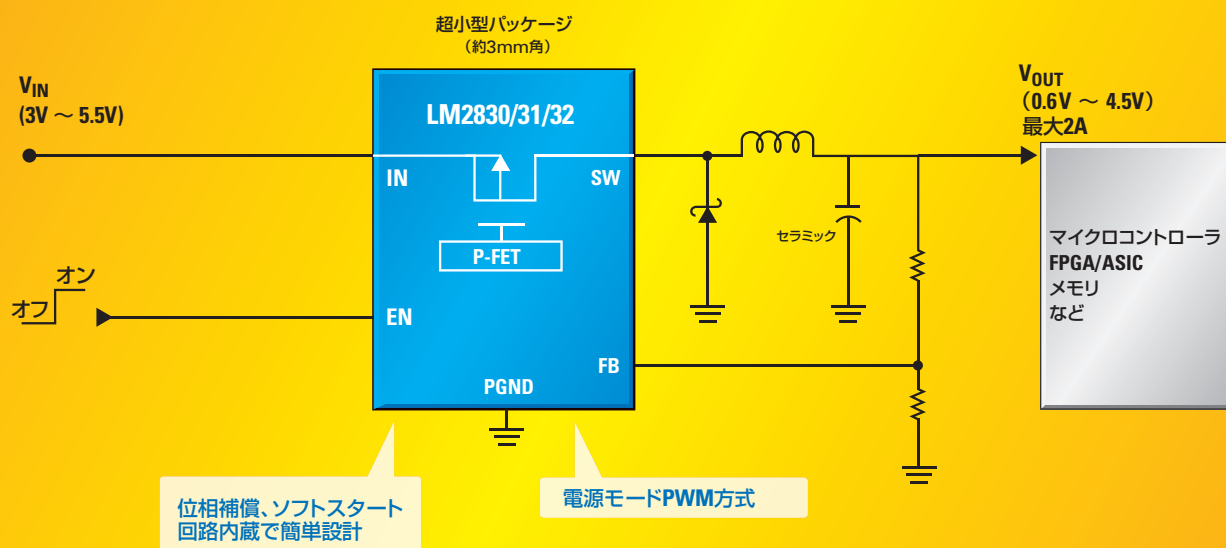 超小型パッケージ
（約3mm角）
VIN
(3V ～ 5.5V)
LM2830/31/32
IN
SW
P-FET
オン
オフ
EN
FB
PGND
セラミック
VOUT
（0.6V ～ 4.5V）
最大2A
マイクロコントローラ
FPGA/ASIC
メモリ
など
位相補償、ソフトスタート
回路内蔵で簡単設計
電源モードPWM方式